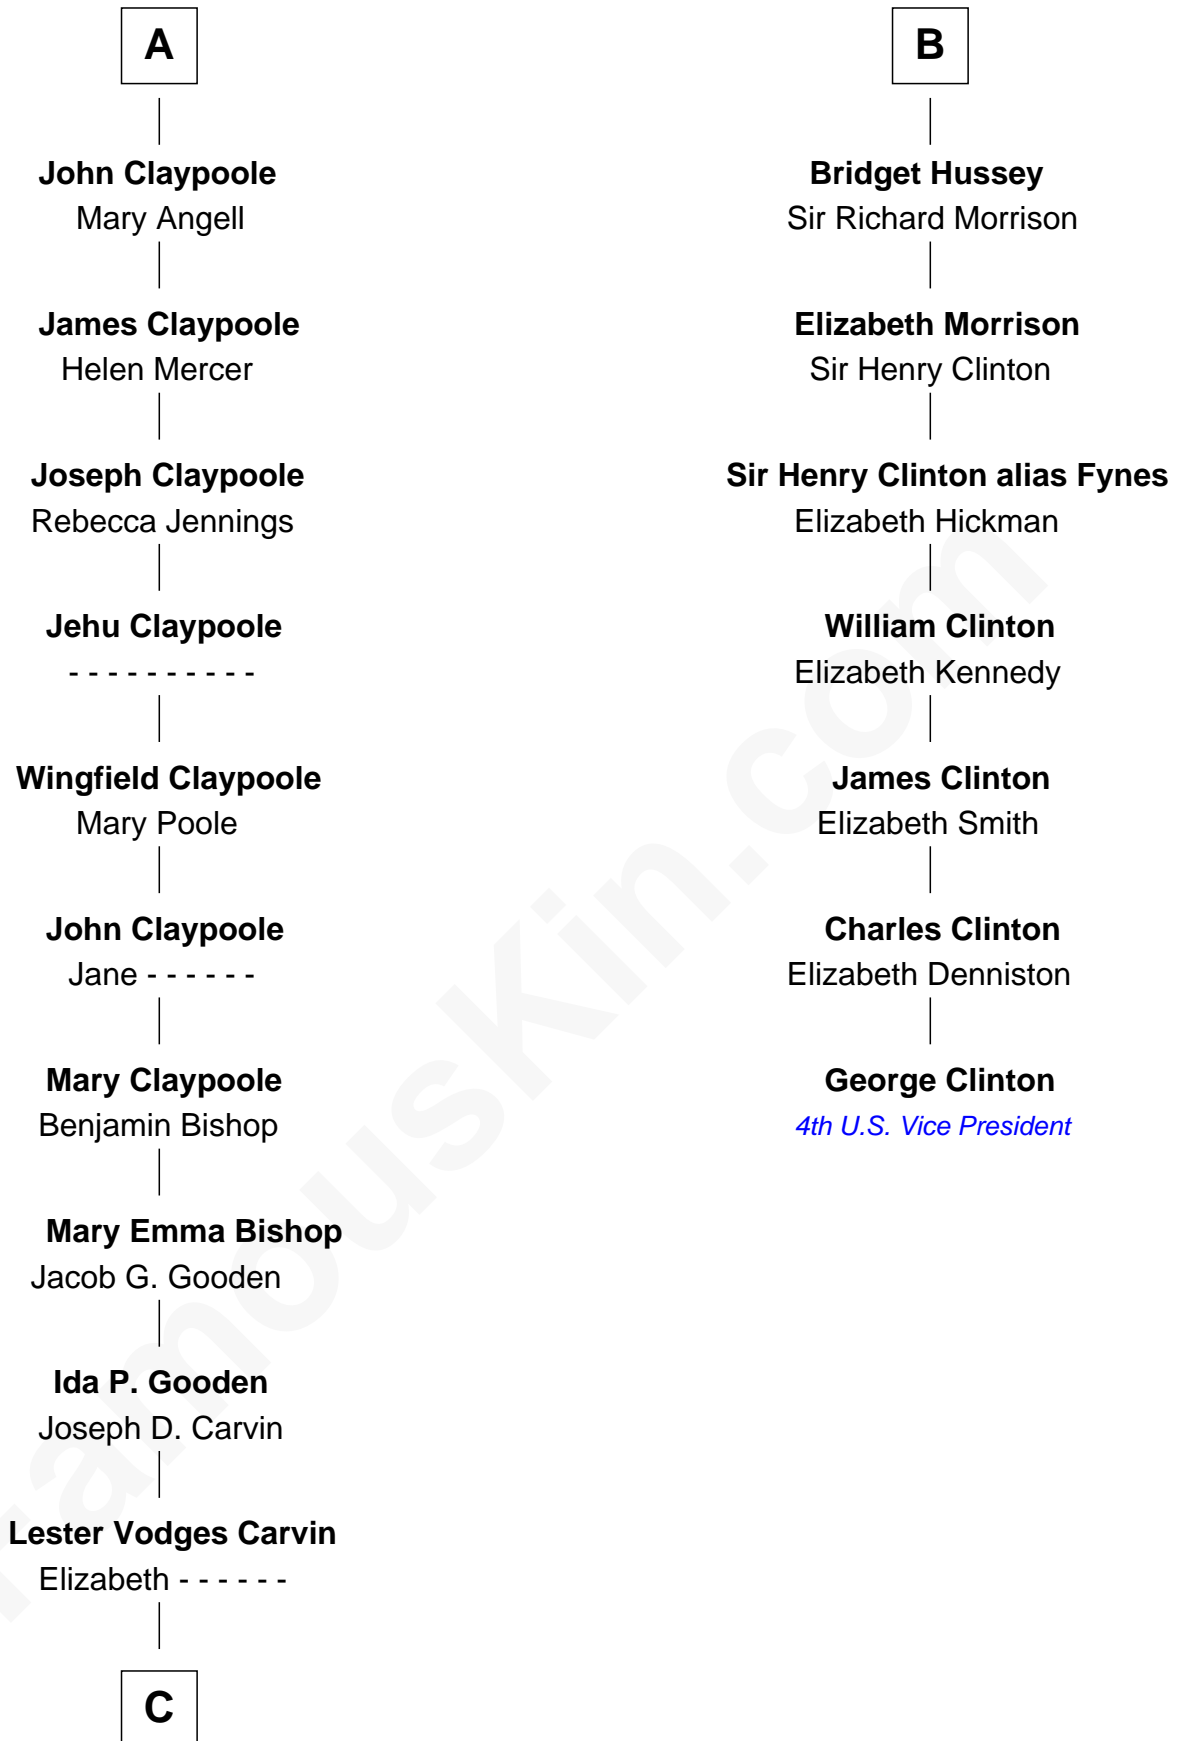 A
John Claypoole
Mary Angell
James Claypoole
Helen Mercer
Joseph Claypoole
Rebecca Jennings
Jehu Claypoole
- - - - - - - - - -
Wingfield Claypoole
Mary Poole
John Claypoole
Jane - - - - - -
Mary Claypoole
Benjamin Bishop
Mary Emma Bishop
Jacob G. Gooden
Ida P. Gooden
Joseph D. Carvin
Lester Vodges Carvin
Elizabeth - - - - - -
C
B
Bridget Hussey
Sir Richard Morrison
Elizabeth Morrison
Sir Henry Clinton
Sir Henry Clinton alias Fynes
Elizabeth Hickman
William Clinton
Elizabeth Kennedy
James Clinton
Elizabeth Smith
Charles Clinton
Elizabeth Denniston
George Clinton
4th U.S. Vice President
FamousKin.com